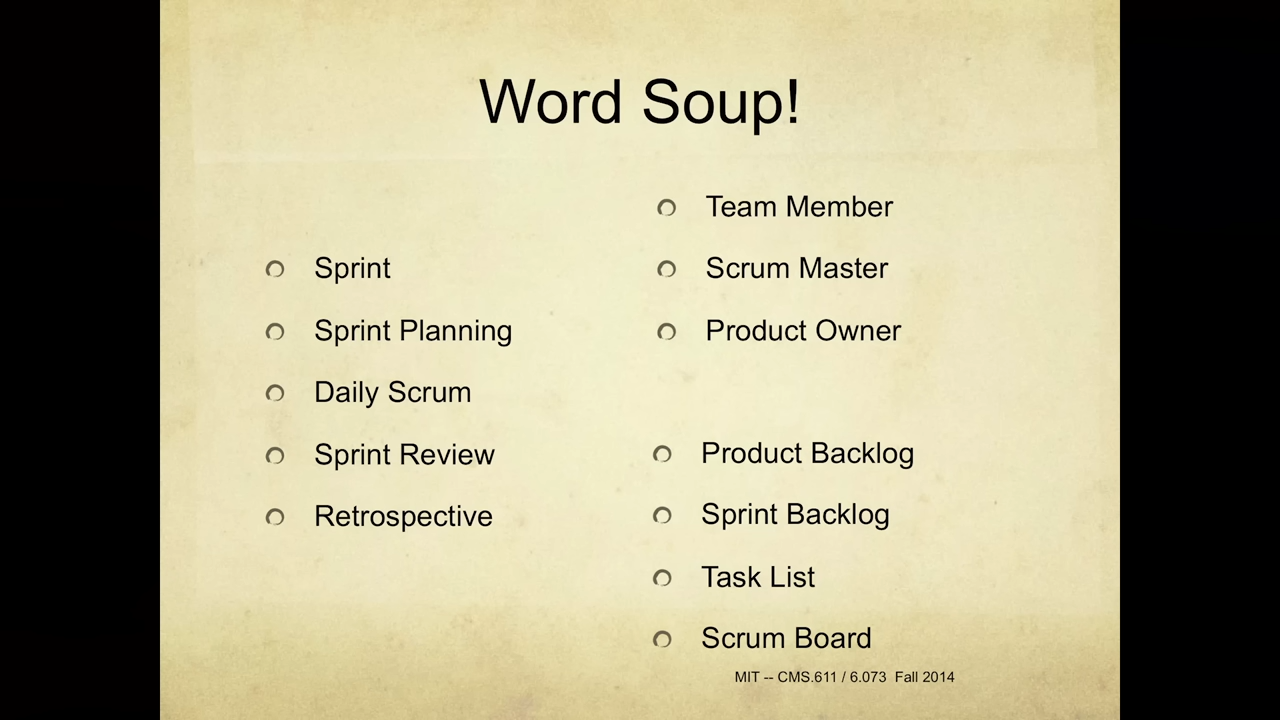 Word Soup!
Sprint
Sprint Planning
Daily Scrum
Sprint Review
Retrospective
Team Member
Scrum Master
Product Owner
Product Backlog
Sprint Backlog
Task List
Scrum Board
MIT -- CMS.611 / 6.073 Fall 2014